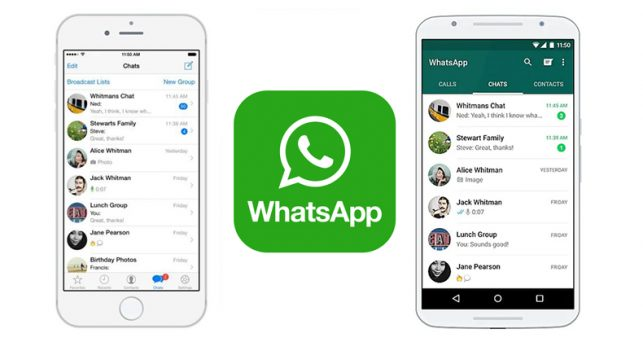 11:00 AM
Edit Chats
Broadcast Lists New Group
Whitmans Chat 11:45 AM
Ned:
Yeah, I think I know wh...
Stewarts Family 11:38 AM
Steve: 4
Great, thanks!
Alice Whitman Yesterday
Photo
Jack Whitman Friday
0:07
Lunch Group Friday
You:
Great, thanks!
Jane Pearson Friday
Birthday Photos Friday
Francis:
Favorites Recents Contacts Chats Settings
WhatsApp
11:50
WhatsApp
CALLS CHATS CONTACTS
Whitmans Chat 11:45 AM
Ned: Yeah, I think I know wha... 3
Stewart Family 11:39 AM
Steve: Great, thanks! 1
Alice Whitman YESTERDAY
Image
Jack Whitman FRIDAY
0:07
Lunch Group FRIDAY
You: Sounds good!
Jane Pearson FRIDAY